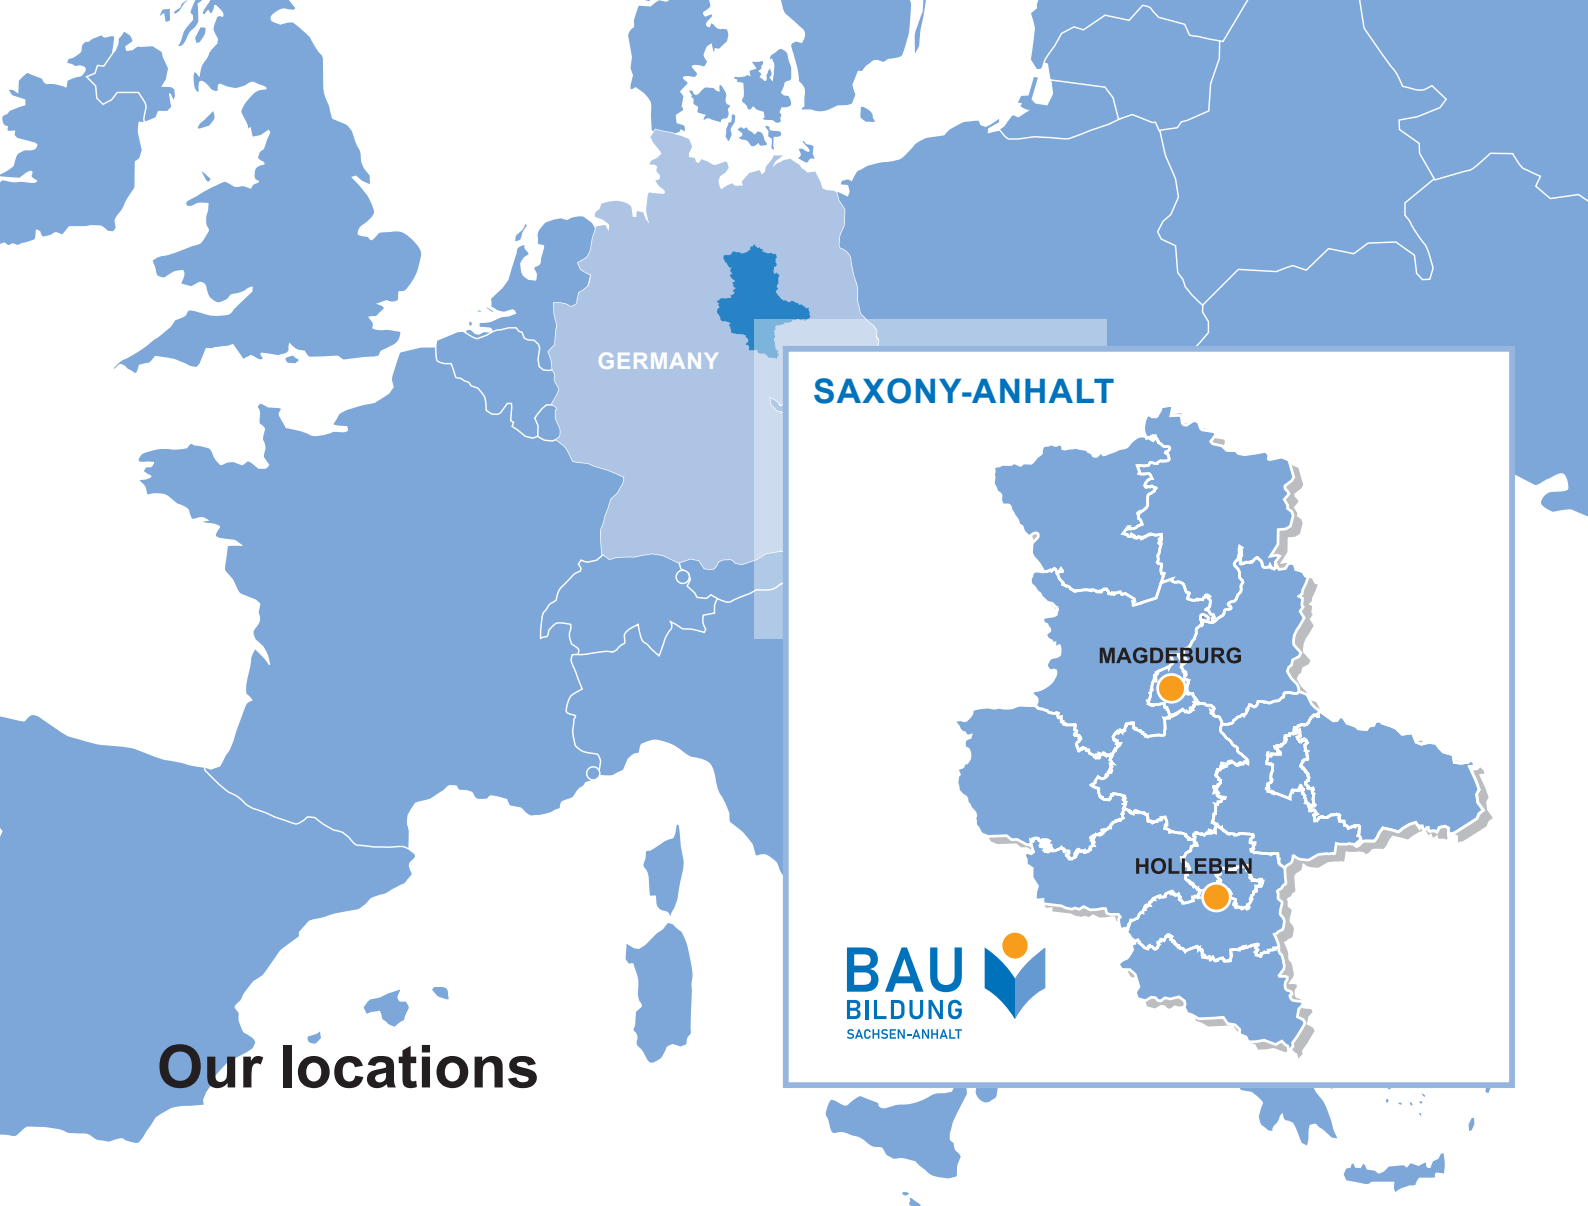 GERMANY
SAXONY-ANHALT
MAGDEBURG
HOLLEBEN
BAU
BILDUNG
SACHSEN-ANHALT
Our locations